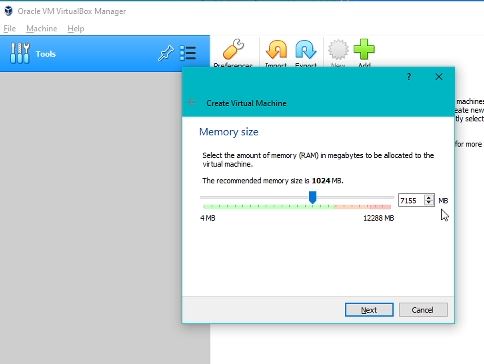 Oracle VM VirtualBox Manager
File Machine Help
Tools
Preferences Import Export New Add
? ×
Create Virtual Machine
machines
eate new
tly select
Memory size
for more
Select the amount of memory (RAM) in megabytes to be allocated to the
virtual machine.
The recommended memory size is 1024 MB.
7155 MB
4 MB 12288 MB
Next Cancel